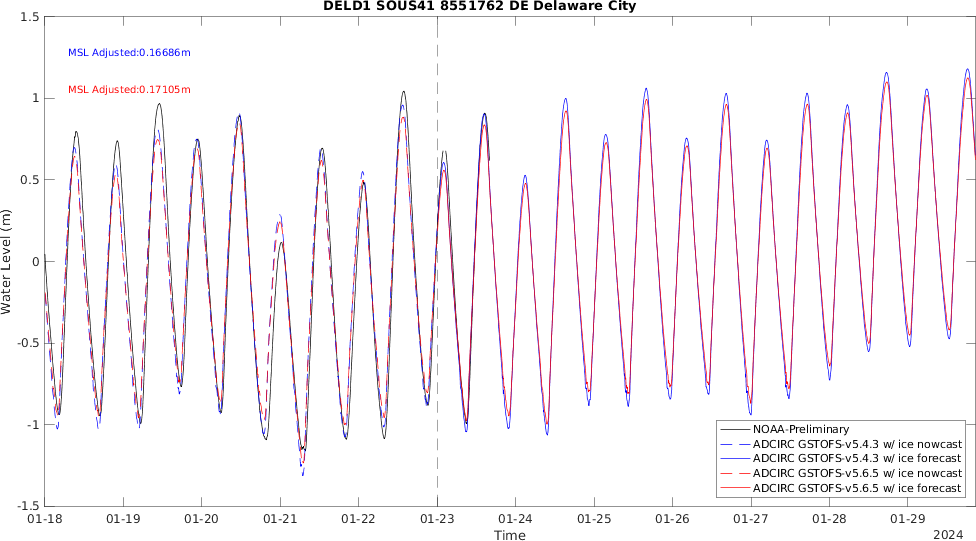 DELD1 SOUS41 8551762 DE Delaware City
1.5
MSL Adjusted:0.16686m
1
MSL Adjusted:0.17105m
0.5
Water Level (m)
0
-0.5
-1
-1.5
NOAA-Preliminary
ADCIRC GSTOFS-v5.4.3 w/ ice nowcast
ADCIRC GSTOFS-v5.4.3 w/ ice forecast
ADCIRC GSTOFS-v5.6.5 w/ ice nowcast
ADCIRC GSTOFS-v5.6.5 w/ ice forecast
01-18 01-19 01-20 01-21 01-22 01-23 01-24 01-25 01-26 01-27 01-28 01-29
Time
2024